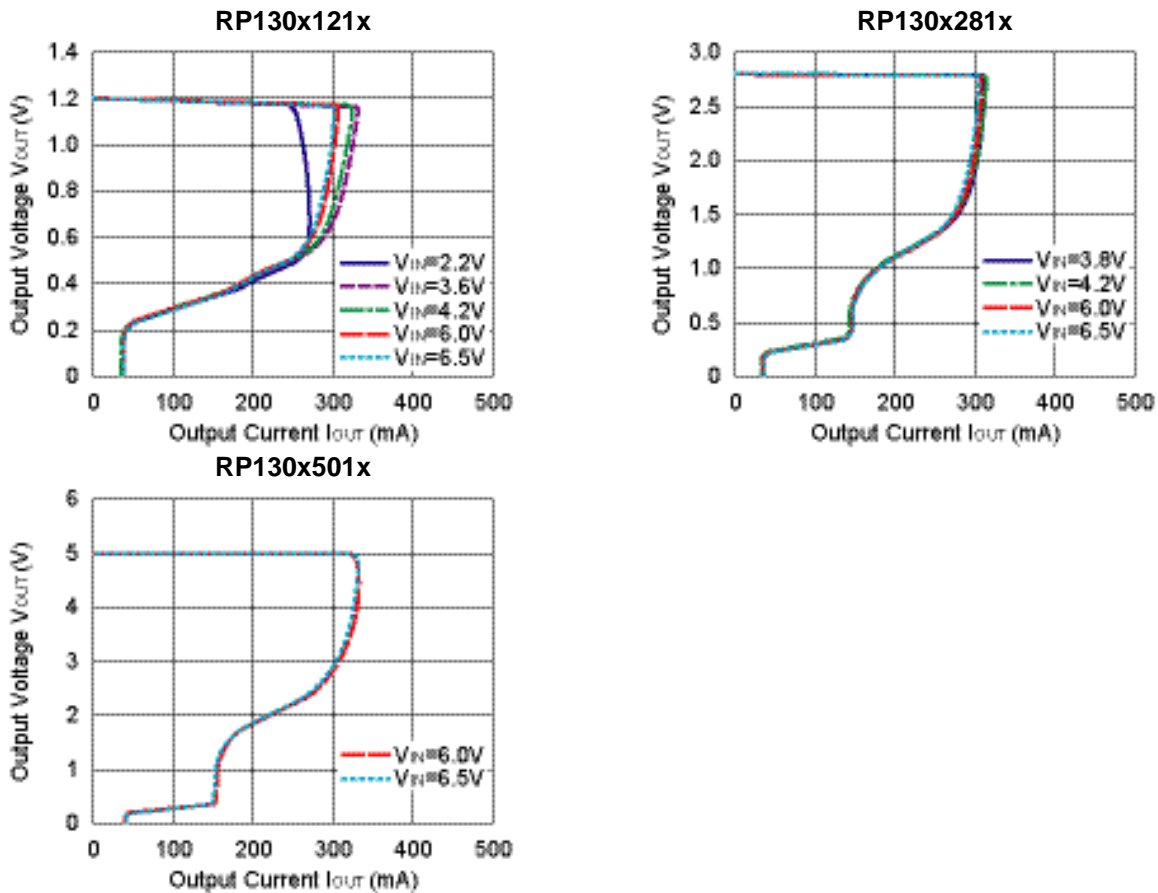 RP130x121x
1.4
1.2
1.0
0.8
0.6
0.4
0.2
0
Output Voltage VOUT (V)
VIN=2.2V
VIN=3.6V
VIN=4.2V
VIN=6.0V
VIN=6.5V
0 100 200 300 400 500
Output Current IOUT (mA)
RP130x281x
3.0
2.5
2.0
1.5
1.0
0.5
0
Output Voltage VOUT (V)
VIN=3.8V
VIN=4.2V
VIN=6.0V
VIN=6.5V
0 100 200 300 400 500
Output Current IOUT (mA)
RP130x501x
6
5
4
3
2
1
0
Output Voltage VOUT (V)
VIN=6.0V
VIN=6.5V
0 100 200 300 400 500
Output Current IOUT (mA)